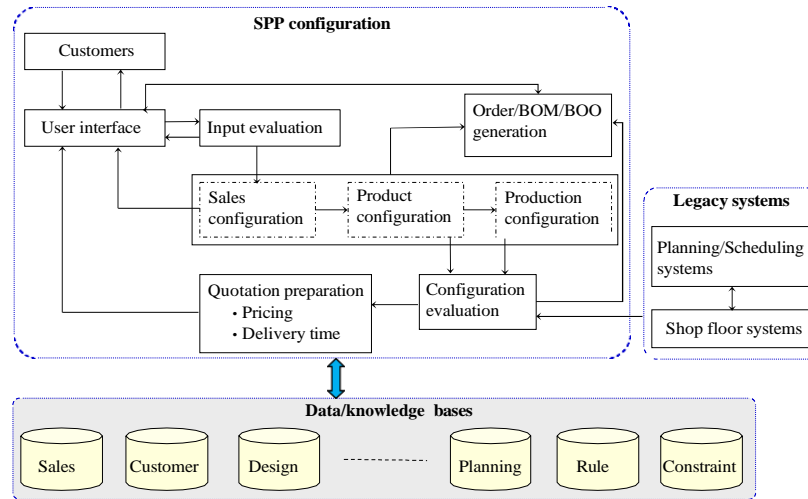 SPP configuration
Customers
User interface
Input evaluation
Order/BOM/BOO
generation
Sales
configuration
Product
configuration
Production
configuration
Legacy systems
Planning/Scheduling
systems
Shop floor systems
Quotation preparation
• Pricing
• Delivery time
Configuration
evaluation
Data/knowledge bases
Sales
Customer
Design
Planning
Rule
Constraint